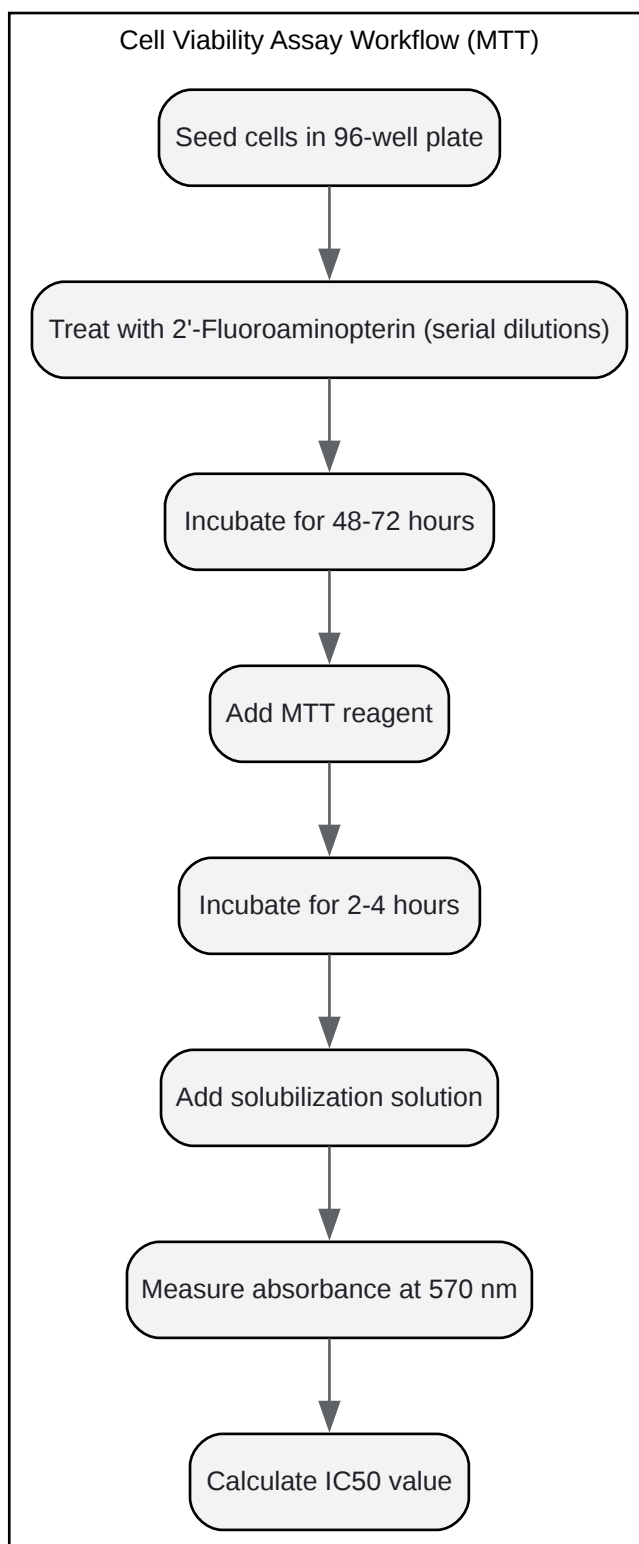 Cell Viability Assay Workflow (MTT)
Seed cells in 96-well plate
Treat with 2'-Fluoroaminopterin (serial dilutions)
Incubate for 48-72 hours
Add MTT reagent
Incubate for 2-4 hours
Add solubilization solution
Measure absorbance at 570 nm
Calculate IC50 value